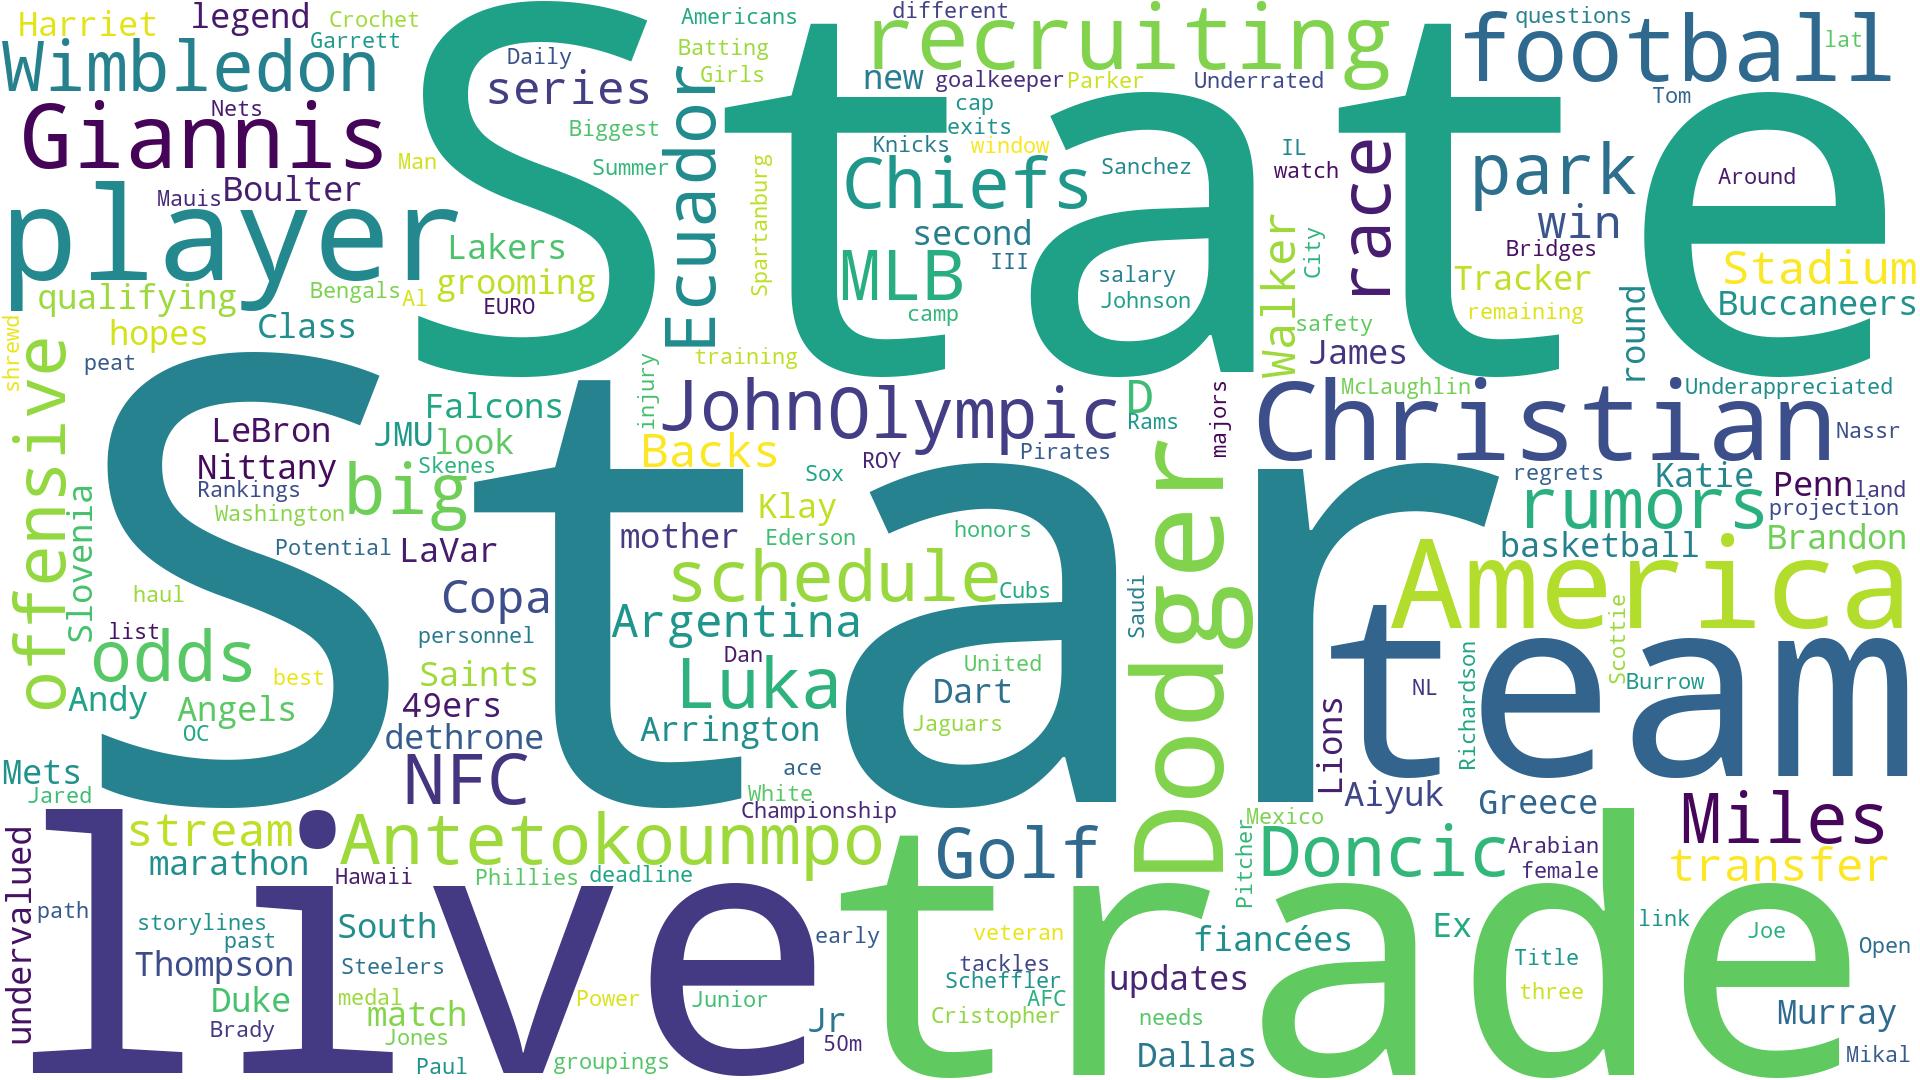 Harriet
legend
Crochet
Garrett
Wimbledon
Daily
series
Americans
Batting
Girls
different
recruiting
new
goalkeeper
Parker
Underrated
football
questions
lat
Tom
State
Giannis
Nets
Man
Biggest
Summer
Ecuador
Spartanburg
cap
exits
Knicks
window
Chiefs
Sanchez
IL
watch
race
park
Around
Mauis
Boulter
player
Lakers
grooming
EURO
second
III
MLB
camp
salary
Johnson
Walker
City
win
Bridges
Tracker
remaining
Stadium
Buccaneers
qualifying
Bengals
Al
hopes
Class
shrewd
peat
training
injury
safety
James
round
McLaughlin
Underappreciated
offensive
Falcons
LeBron
JMU
look
Nittany
Skenes
Rankings
Washington
big
Potential
LaVar
Slovenia
John
Olympic
D
Rams
Backs
ROY
Pirates
majors
Sox
Klay
mother
Ederson
honors
Christian
Nassr
regrets
Katie
Penn
land
rumors
projection
basketball
Brandon
Star
haul
list
odds
best
Andy
Angels
OC
Copa
personnel
Saints
49ers
dethrone
NFC
schedule
Cubs
Argentina
Dan
Luka
United
Dart
Arrington
Jaguars
Dodger
Saudi
America
Scottie
team
Richardson
Burrow
NL
Lions
Aiyuk
Greece
Mets
Jared
ace
White
Championship
Mexico
Miles
stream
marathon
Antetokounmpo
Golf
Doncic
Arabian
female
transfer
Hawaii
Phillies
deadline
Pitcher
undervalued
path
live
storylines
past
Thompson
Duke
Brady
South
Steelers
medal
match
Jones
Paul
Power
groupings
Junior
early
Jr
50m
trade
veteran
tackles
Scheffler
AFC
Cristopher
fiancées
updates
needs
Dallas
Ex
Title
three
link
Joe
Open
Murray
Mikal